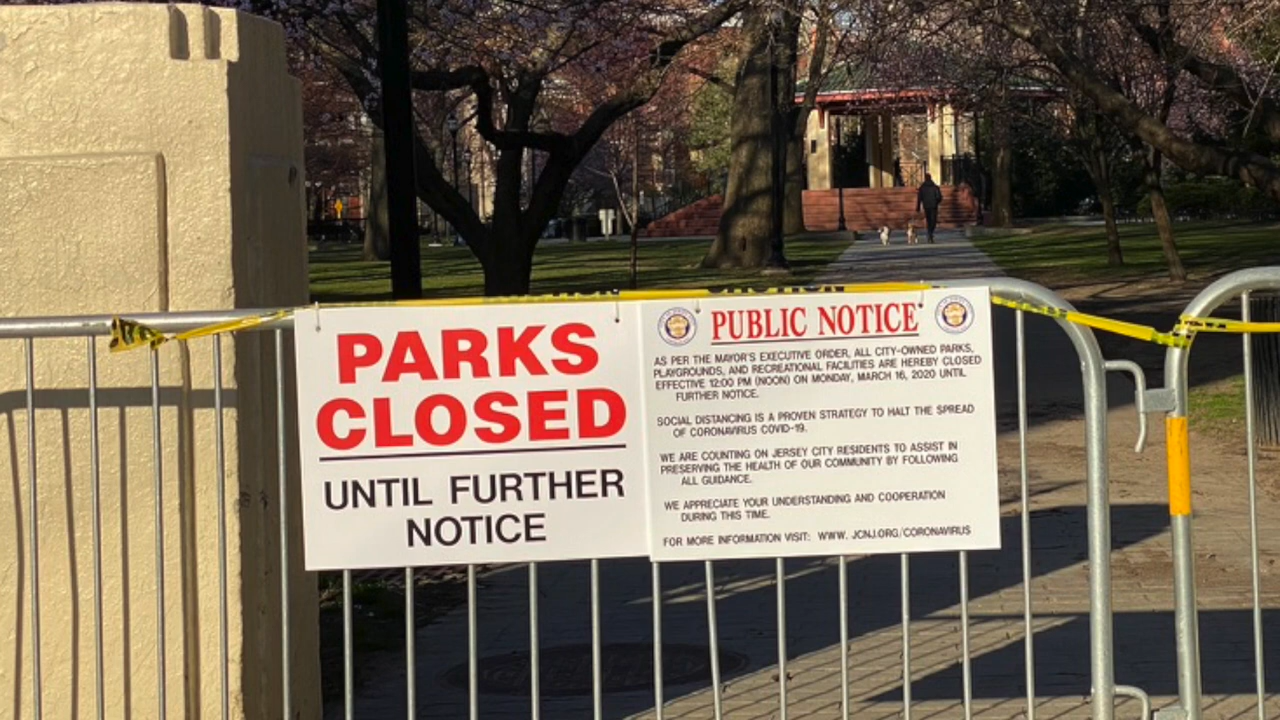 PARKS
CLOSED
UNTIL FURTHER
NOTICE
PUBLIC NOTICE
AS PER THE MAYOR'S EXECUTIVE ORDER, ALL CITY-OWNED PARKS,
PLAYGROUNDS, AND RECREATIONAL FACILITIES ARE HEREBY CLOSED
EFFECTIVE 12:00 PM (NOON) ON MONDAY, MARCH 16, 2020 UNTIL
FURTHER NOTICE.
SOCIAL DISTANCING IS A PROVEN STRATEGY TO HALT THE SPREAD
OF CORONAVIRUS COVID-19.
WE ARE COUNTING ON JERSEY CITY RESIDENTS TO ASSIST IN
PRESERVING THE HEALTH OF OUR COMMUNITY BY FOLLOWING
ALL GUIDANCE.
WE APPRECIATE YOUR UNDERSTANDING AND COOPERATION
DURING THIS TIME.
FOR MORE INFORMATION VISIT: WWW. JCNJ.ORG/CORONAVIRUS